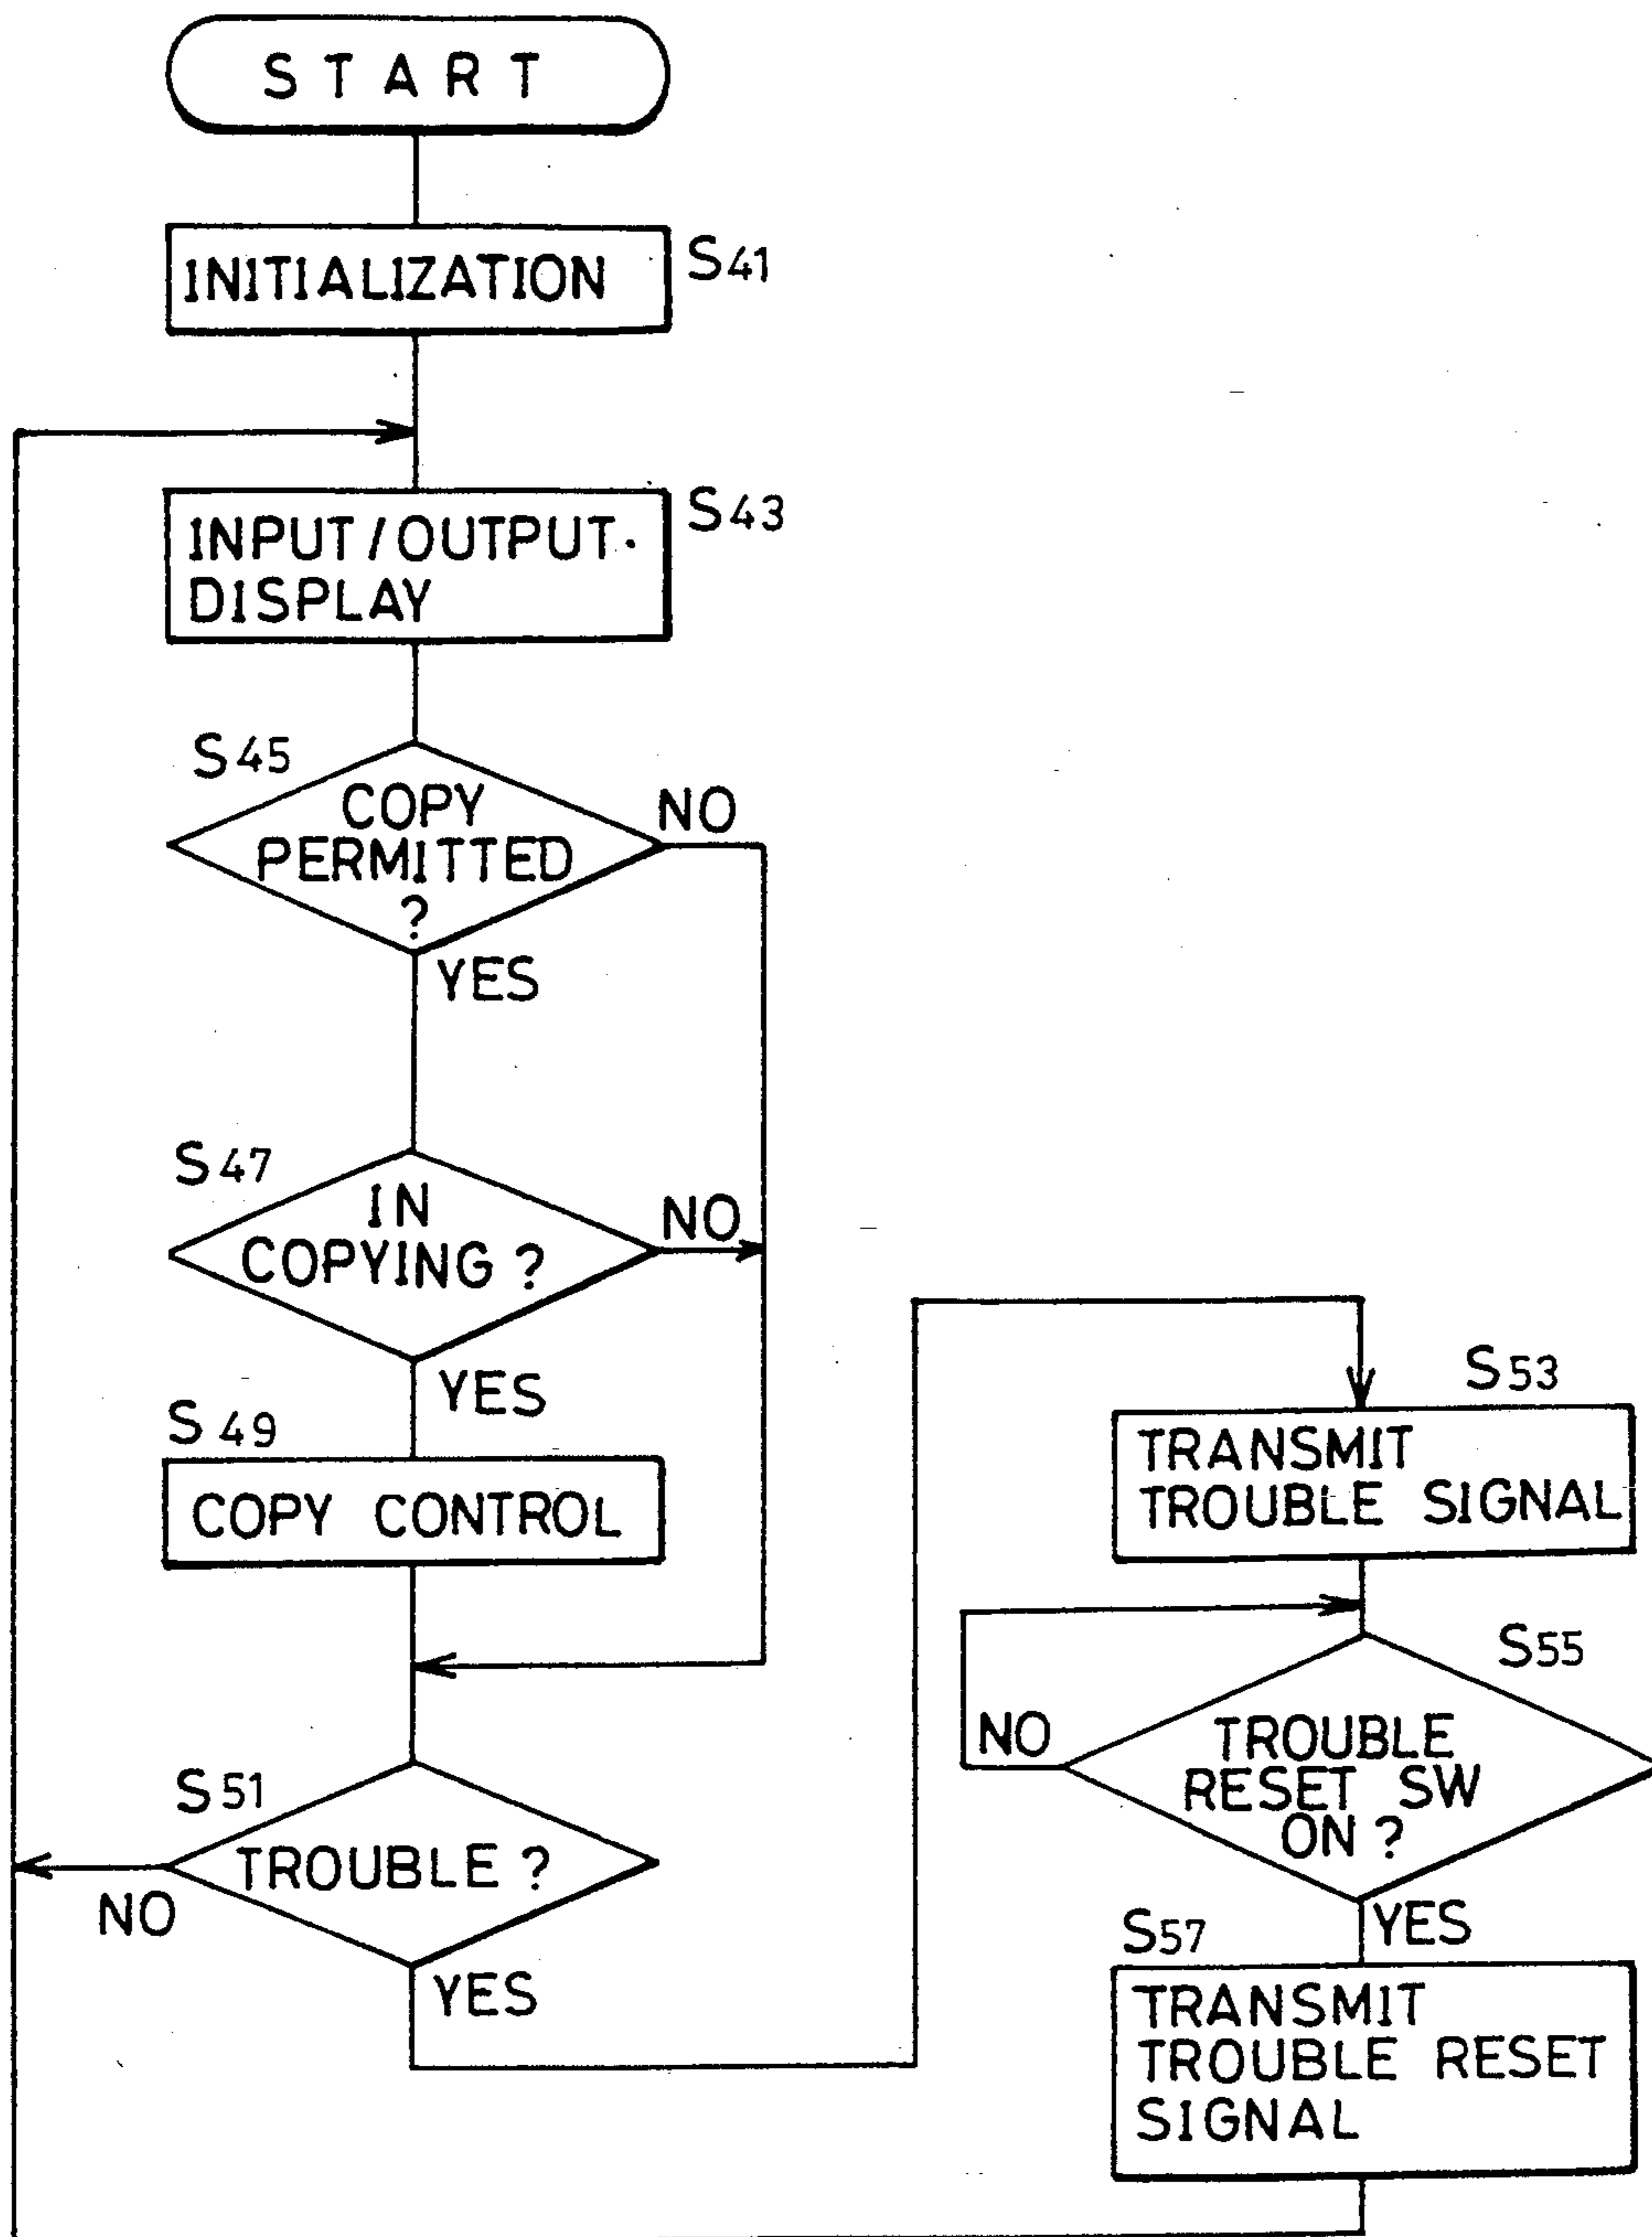 START
INITIALIZATION
S41
INPUT/OUTPUT·
DISPLAY
S43
S45
COPY
PERMITTED
?
NO
YES
S47
IN
COPYING ?
NO
YES
S49
COPY CONTROL
S51
TROUBLE ?
NO
YES
S53
TRANSMIT
TROUBLE SIGNAL
S55
TROUBLE
RESET SW
ON ?
NO
YES
S57
TRANSMIT
TROUBLE RESET
SIGNAL